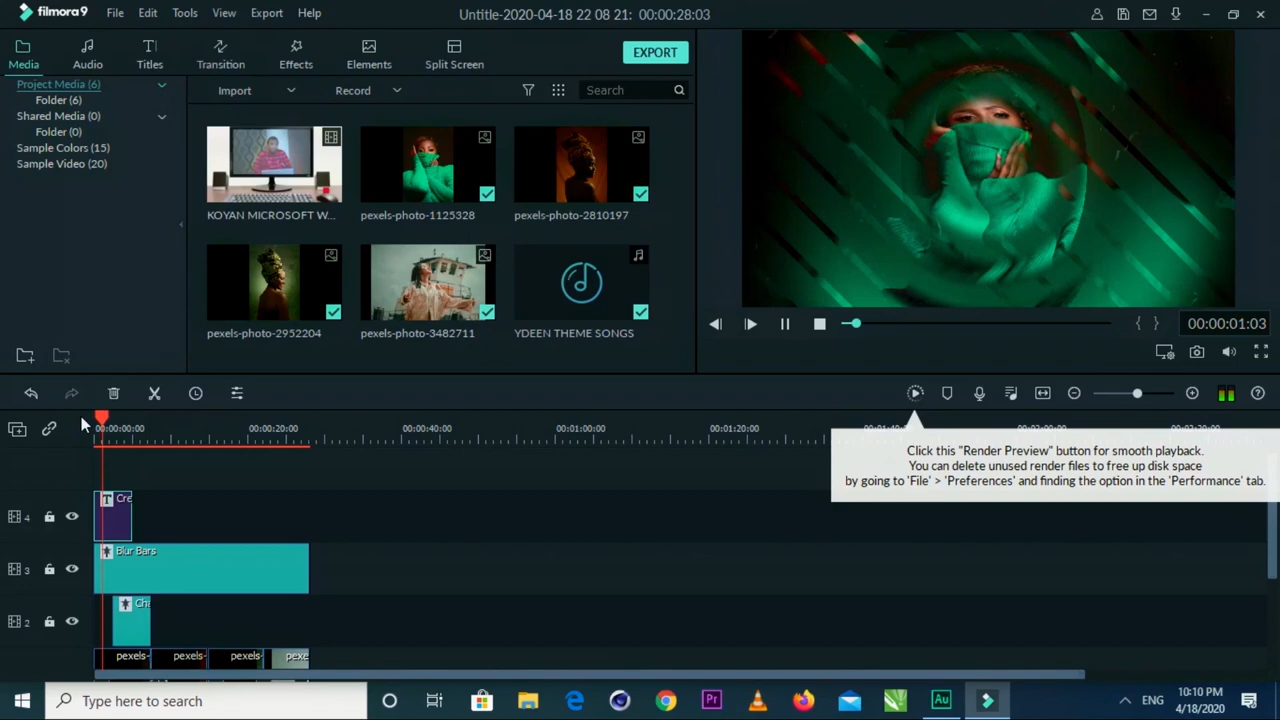 filmora9
File Edit Tools View Export Help
Untitle-2020-04-18 22 08 21: 00:00:28:03
Media Audio Titles Transition Effects Elements Split Screen
EXPORT
Project Media (6)
Folder (6)
Shared Media (0)
Folder (0)
Sample Colors (15)
Sample Video (20)
Import Record Search
KOYAN MICROSOFT W... pexels-photo-1125328 pexels-photo-2810197
pexels-photo-2952204 pexels-photo-3482711 YDEEN THEME SONGS
00:00:01:03
00:00:00:00 00:00:20:00 00:00:40:00 00:01:00:00 00:01:20:00
Click this "Render Preview" button for smooth playback.
You can delete unused render files to free up disk space
by going to 'File' > 'Preferences' and finding the option in the 'Performance' tab.
4 T Cre
3 Blur Bars
2
pexels- pexels- pexels- pexe
Type here to search
Pr Au
ENG
10:10 PM
4/18/2020